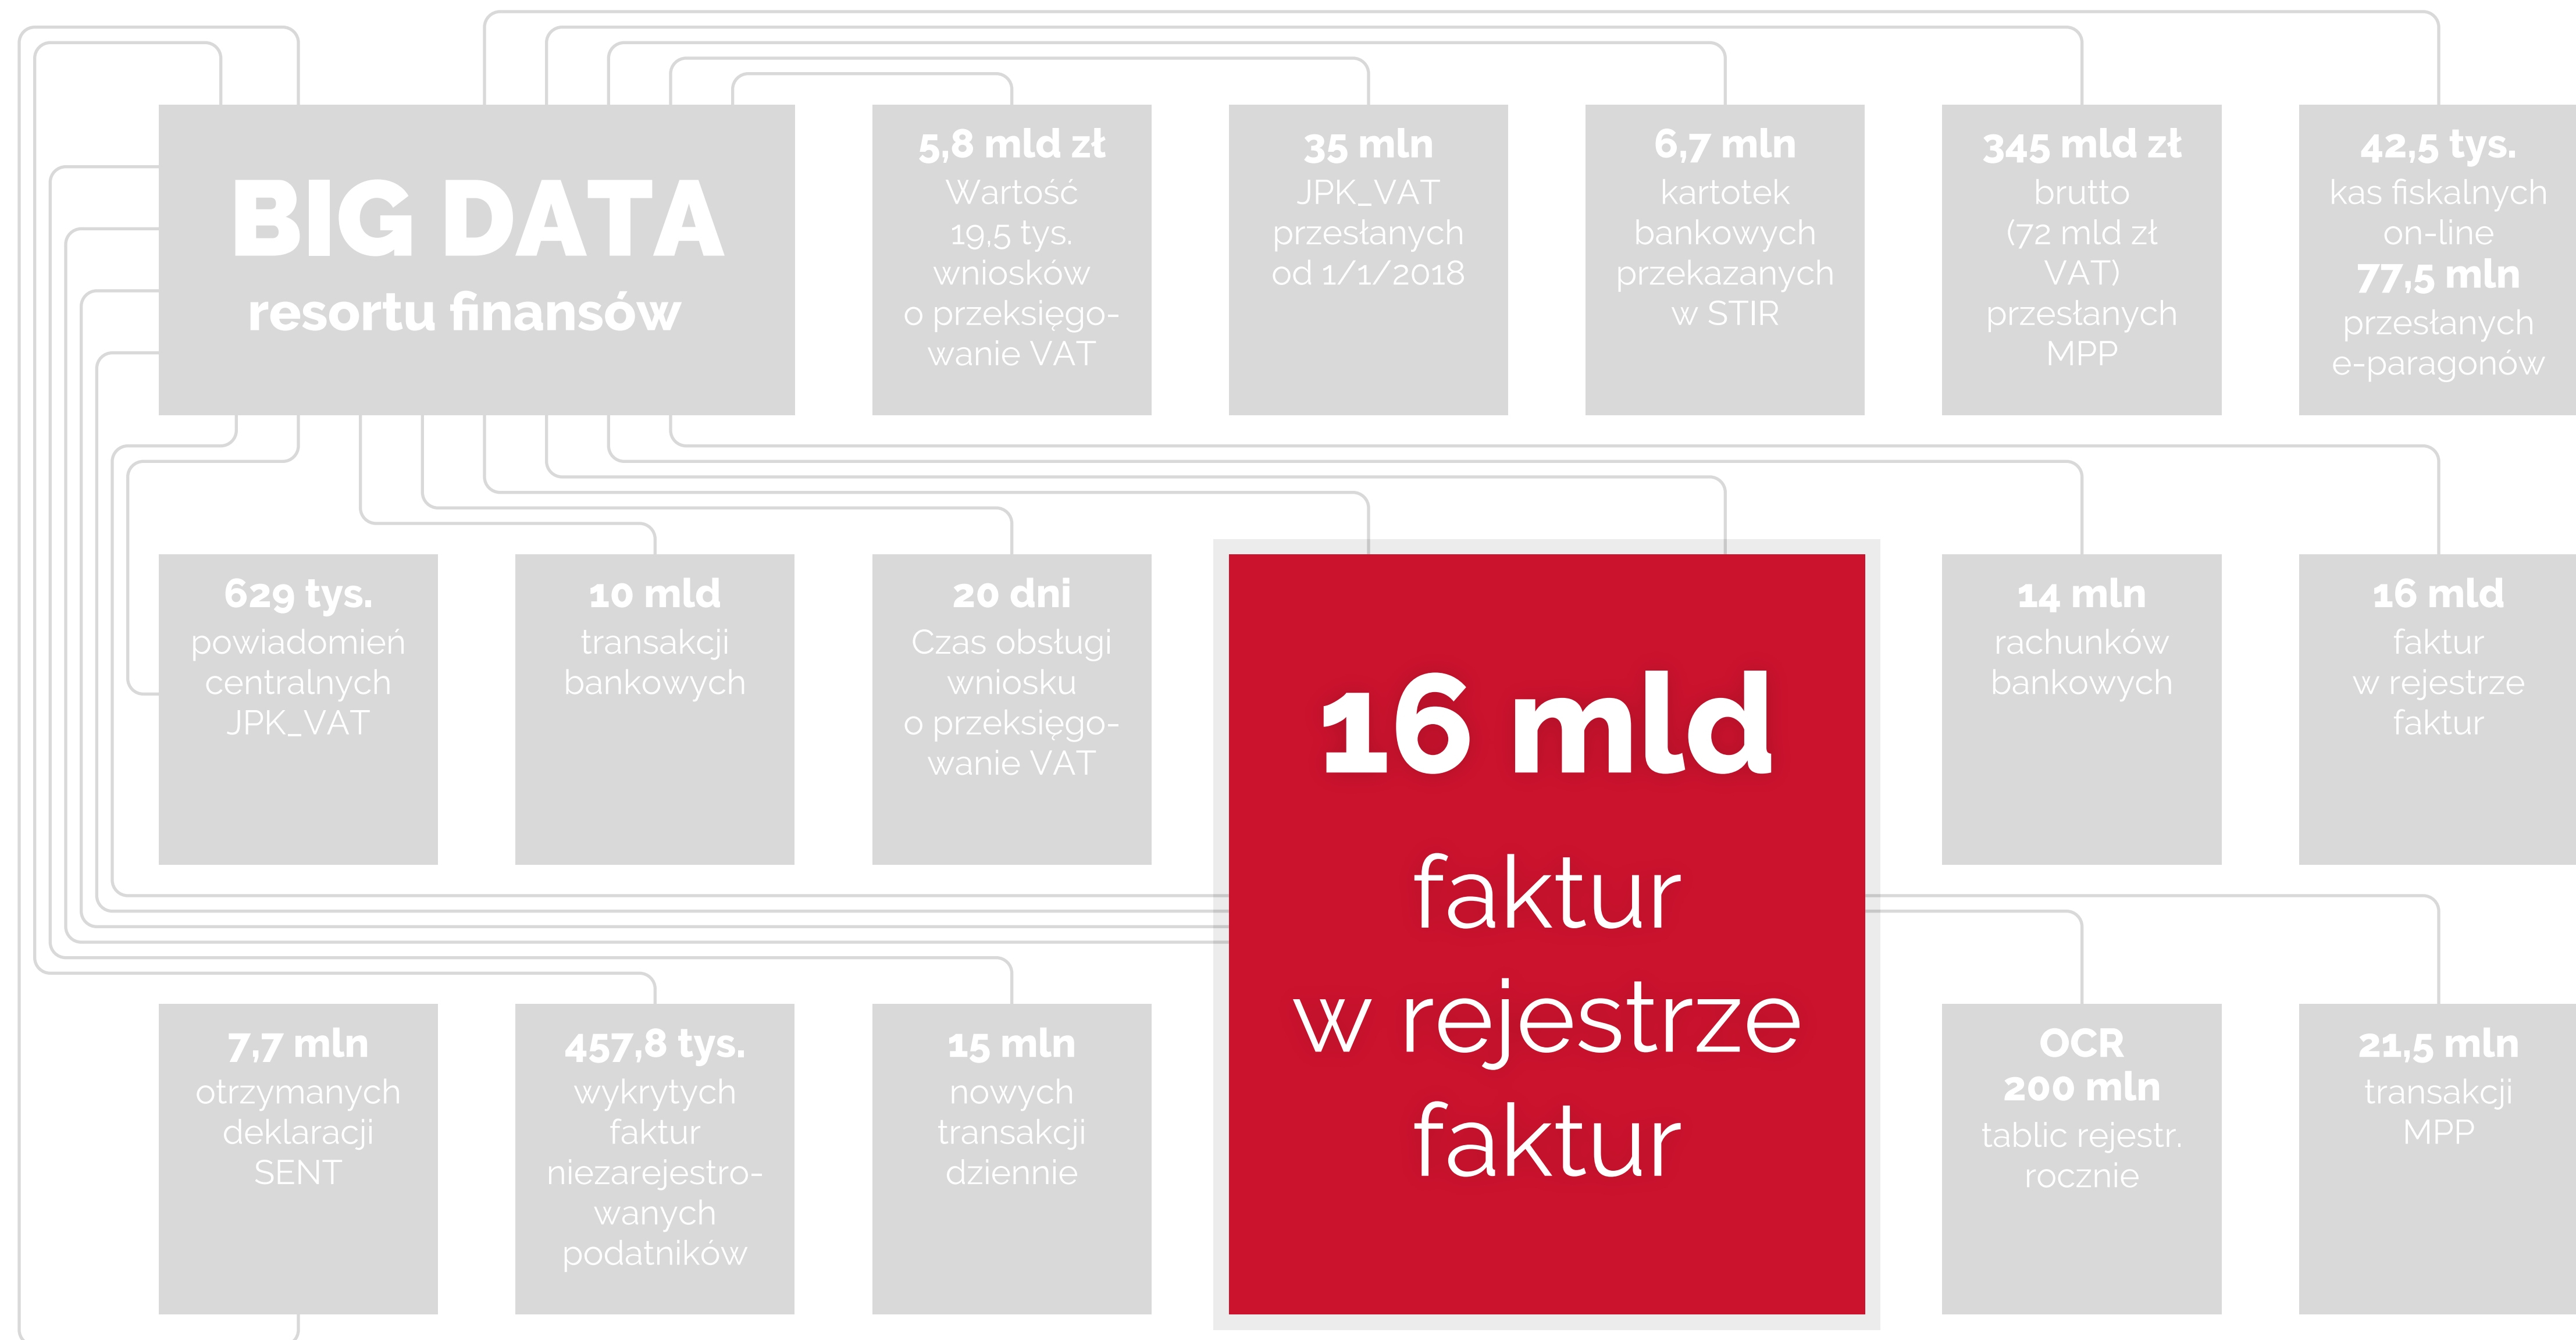 BIG DATA
resortu finansów
5,8 mld zł
Wartość
19,5 tys.
wniosków
o przeksięgo-
wanie VAT
35 mln
JPK_VAT
przesłanych
od 1/1/2018
6,7 mln
kartotek
bankowych
przekazanych
w STIR
345 mld zł
brutto
(72 mld zł
VAT)
przesłanych
MPP
42,5 tys.
kas fiskalnych
on-line
77,5 mln
przesłanych
e-paragonów
629 tys.
powiadomień
centralnych
JPK_VAT
10 mld
transakcji
bankowych
20 dni
Czas obsługi
wniosku
o przeksięgo-
wanie VAT
16 mld
faktur
w rejestrze
faktur
14 mln
rachunków
bankowych
16 mld
faktur
w rejestrze
faktur
7,7 mln
otrzymanych
deklaracji
SENT
457,8 tys.
wykrytych
faktur
niezarejestro-
wanych
podatników
15 mln
nowych
transakcji
dziennie
OCR
200 mln
tablic rejestr.
rocznie
21,5 mln
transakcji
MPP